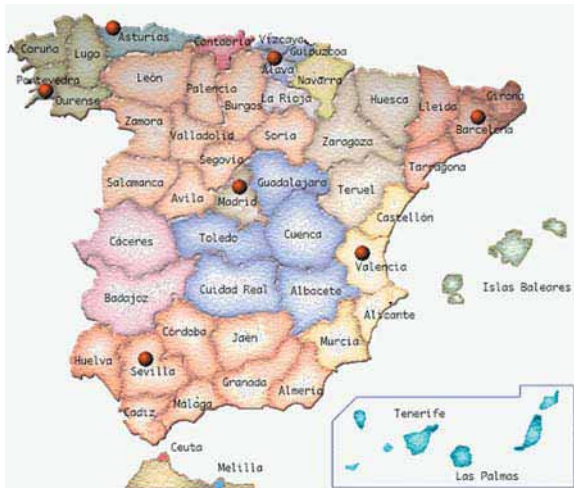 A Coruña
Lugo
Asturias
Cantabria
Vizcaya
Guipuzcoa
Alava
Navarra
Pontevedra
Ourense
León
Palencia
Burgos
La Rioja
Huesca
Lleida
Girona
Barcelona
Zamora
Valladolid
Soria
Zaragoza
Tarragona
Segovia
Salamanca
Avila
Madrid
Guadalajara
Teruel
Castellón
Cáceres
Toledo
Cuenca
Valencia
Islas Baleares
Badajoz
Cuidad Real
Albacete
Alicante
Córdoba
Jaén
Murcia
Huelva
Sevilla
Granada
Almeria
Cadiz
Málaga
Ceuta
Melilla
Tenerife
Las Palmas